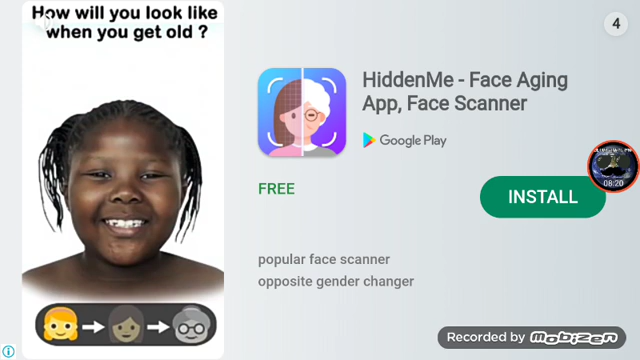 How will you look like
when you get old ?
4
HiddenMe - Face Aging
App, Face Scanner
Google Play
FREE
INSTALL
08:20
popular face scanner
opposite gender changer
Recorded by mobizen